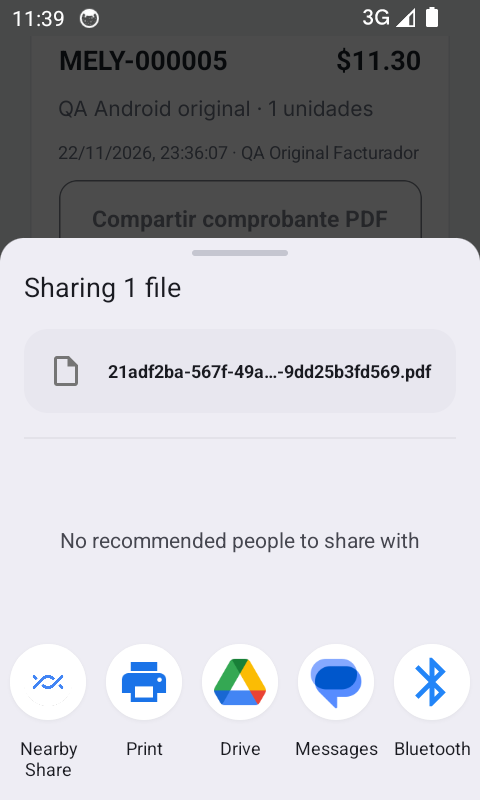 11:39 3G
MELY-000005 $11.30
QA Android original · 1 unidades
22/11/2026, 23:36:07 · QA Original Facturador
Compartir comprobante PDF
Sharing 1 file
21adf2ba-567f-49a...-9dd25b3fd569.pdf
No recommended people to share with
Nearby Share
Print
Drive
Messages
Bluetooth